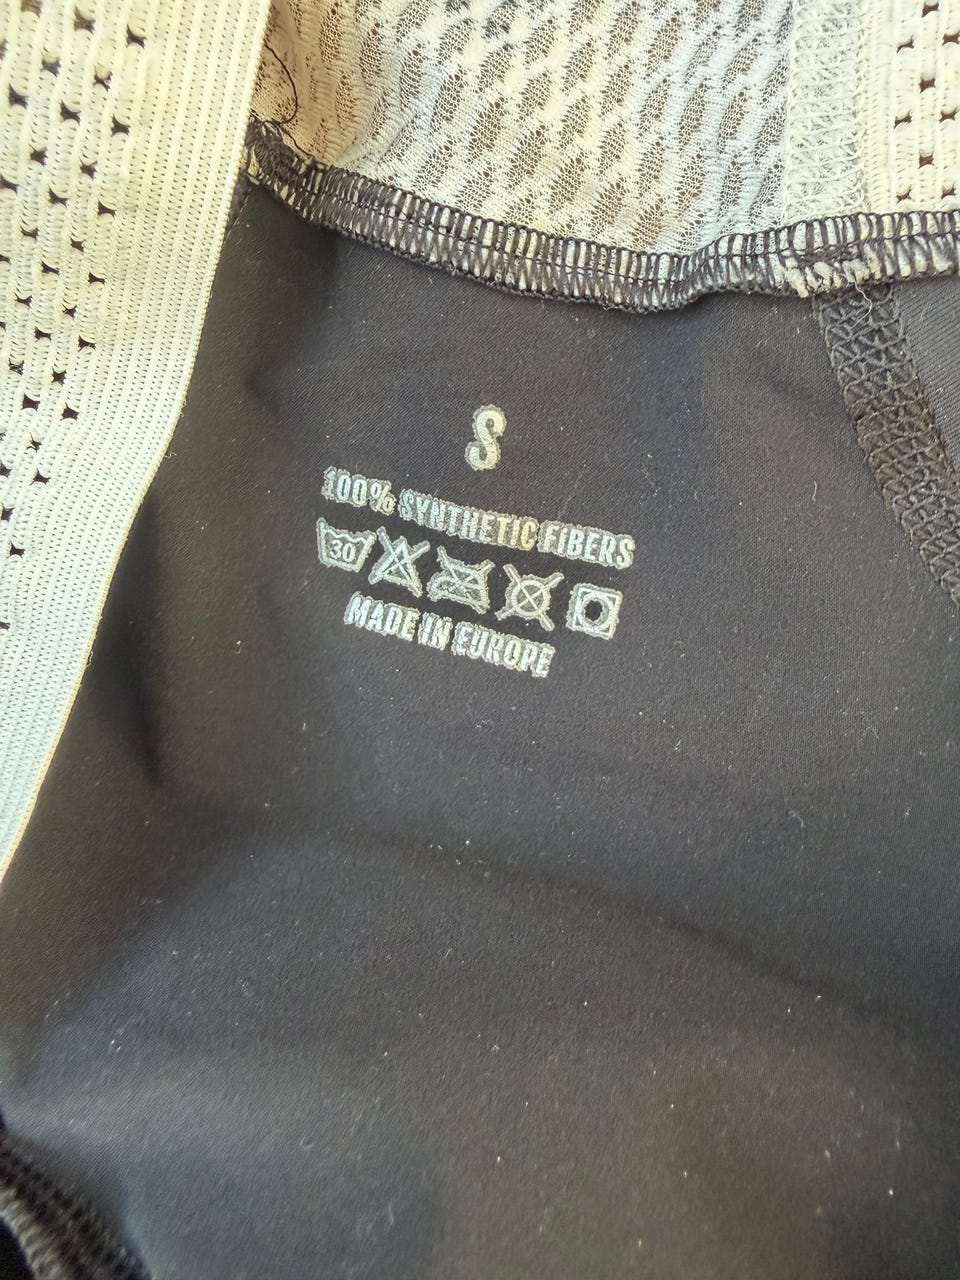 S
100% SYNTHETIC FIBERS
30
MADE IN EUROPE